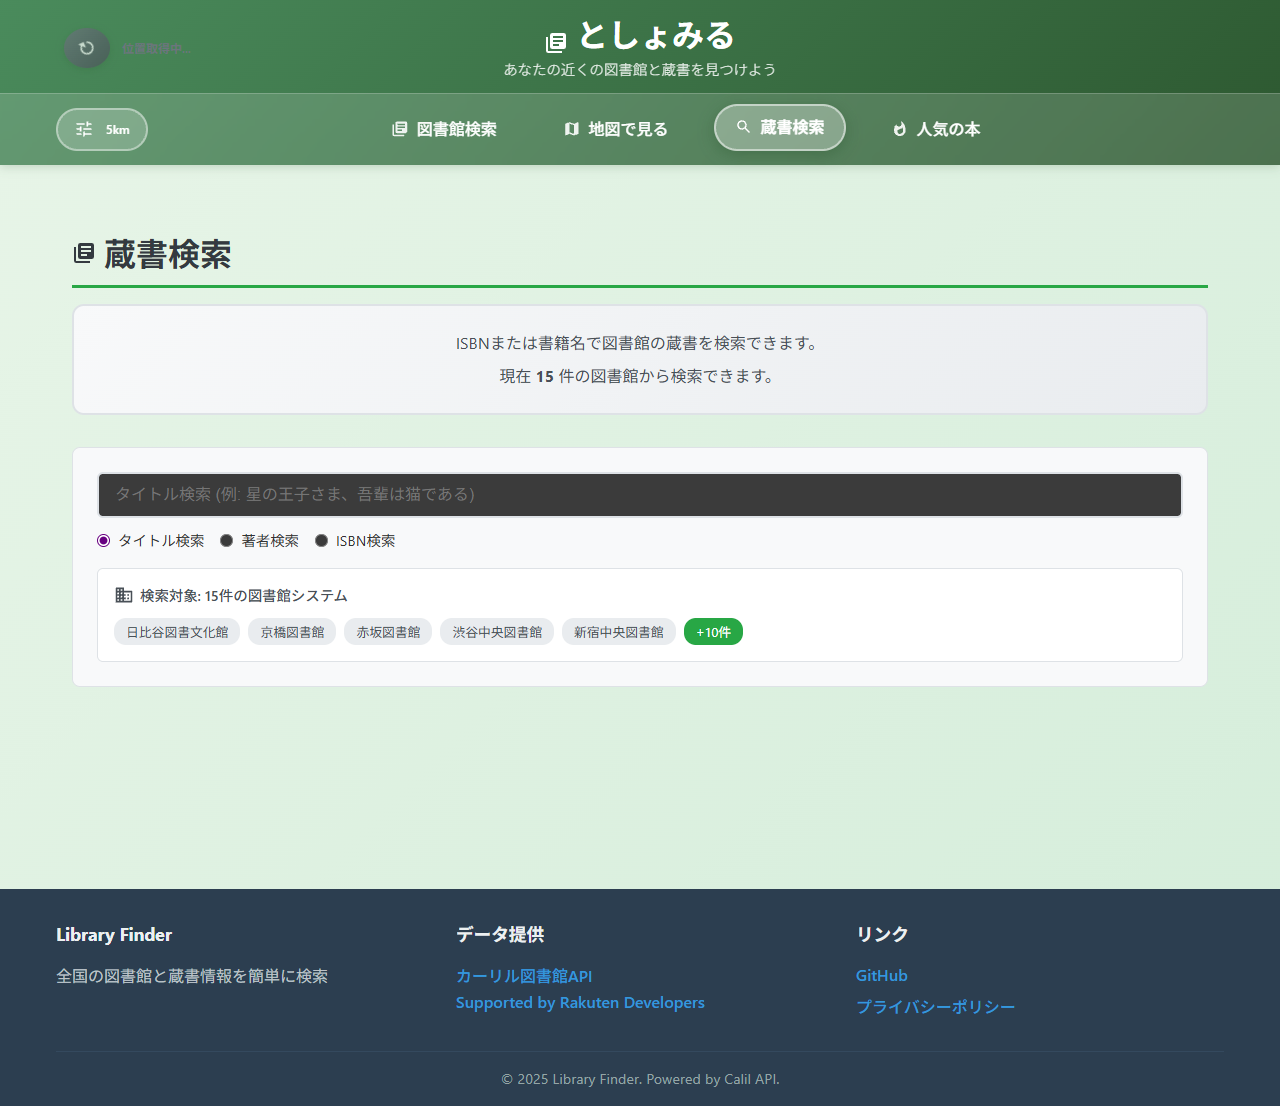 位置取得中...
としょみる
あなたの近くの図書館と蔵書を見つけよう
5km
図書館検索
地図で見る
蔵書検索
人気の本
蔵書検索
ISBNまたは書籍名で図書館の蔵書を検索できます。
現在 15 件の図書館から検索できます。
タイトル検索 (例: 星の王子さま、吾輩は猫である)
タイトル検索 著者検索 ISBN検索
検索対象: 15件の図書館システム
日比谷図書文化館 京橋図書館 赤坂図書館 渋谷中央図書館 新宿中央図書館 +10件
Library Finder
全国の図書館と蔵書情報を簡単に検索
データ提供
カーリル図書館API
Supported by Rakuten Developers
リンク
GitHub
プライバシーポリシー
© 2025 Library Finder. Powered by Calil API.